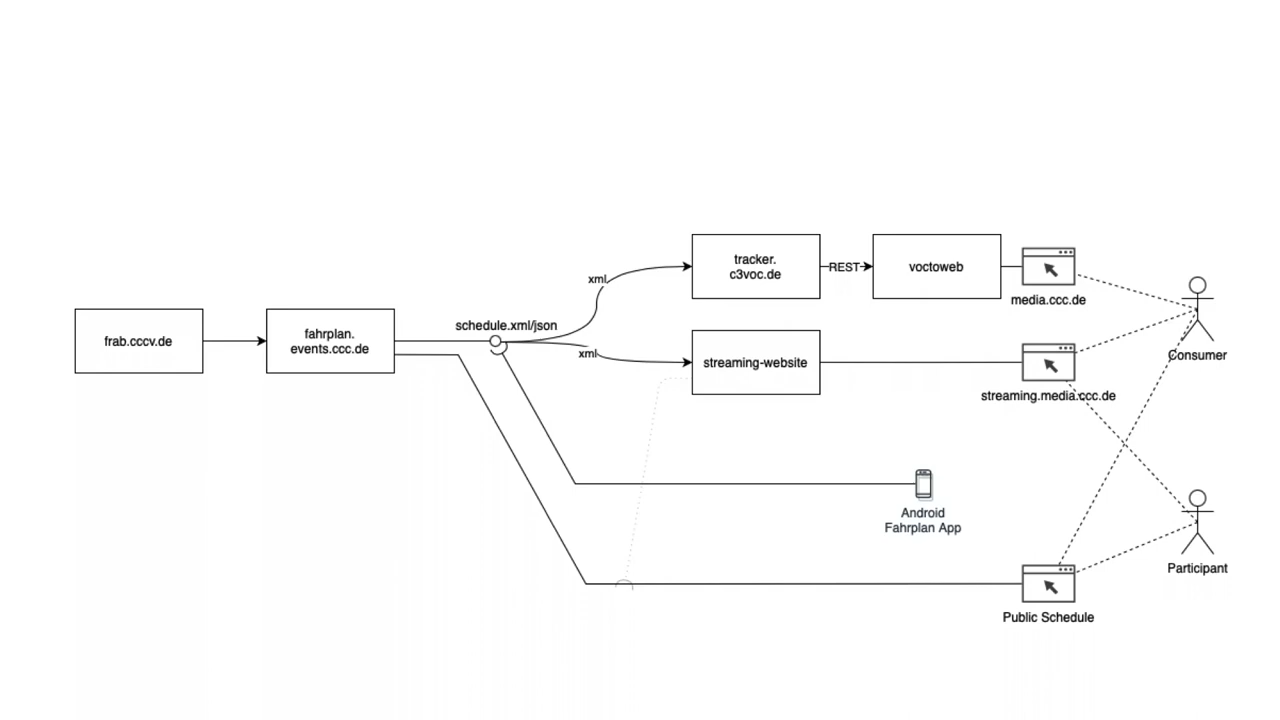 tracker.
c3voc.de
REST
voctoweb
xml
media.ccc.de
schedule.xml/json
frab.cccv.de
fahrplan.
events.ccc.de
xml
streaming-website
Consumer
streaming.media.ccc.de
Android
Fahrplan App
Participant
Public Schedule